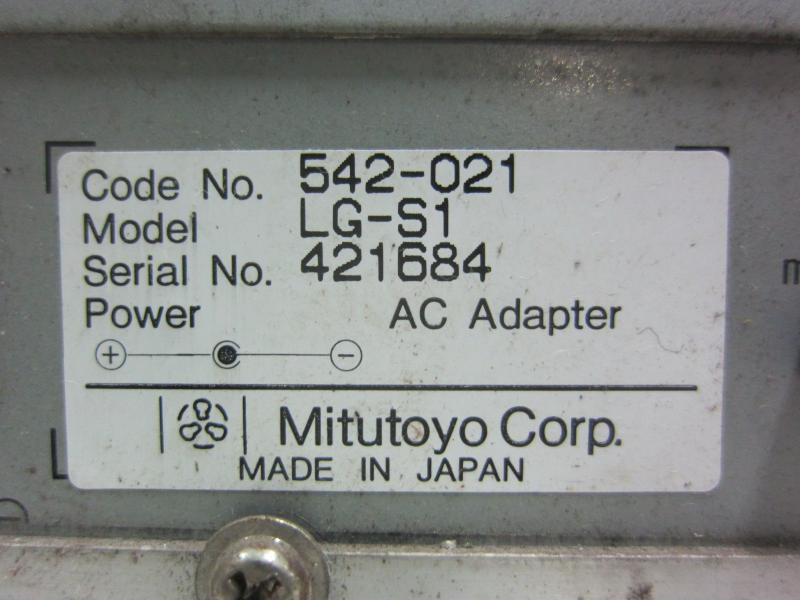 Code No. 542-021
Model LG-S1
Serial No. 421684
Power AC Adapter
Mitutoyo Corp.
MADE IN JAPAN
m